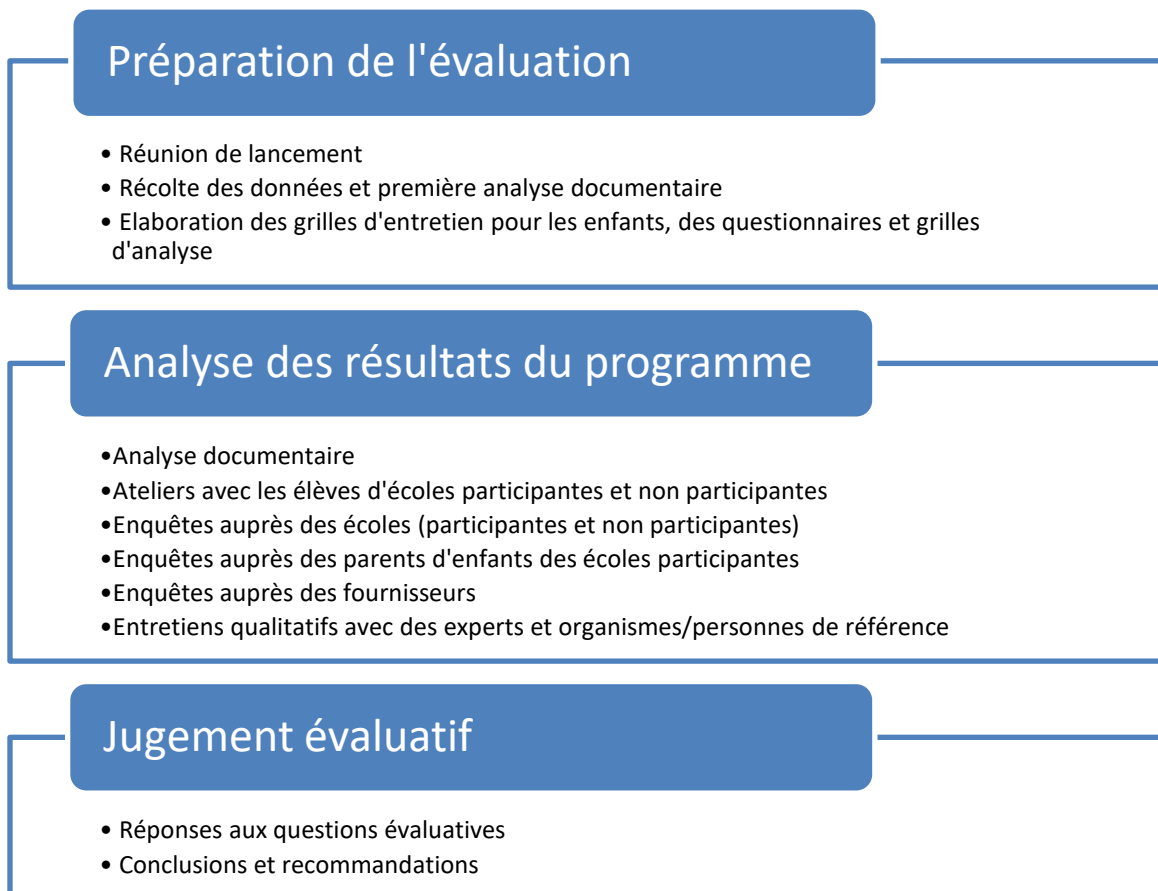 Préparation de l'évaluation
• Réunion de lancement
• Récolte des données et première analyse documentaire
• Elaboration des grilles d'entretien pour les enfants, des questionnaires et grilles
d'analyse
Analyse des résultats du programme
•Analyse documentaire
•Ateliers avec les élèves d'écoles participantes et non participantes
•Enquêtes auprès des écoles (participantes et non participantes)
•Enquêtes auprès des parents d'enfants des écoles participantes
•Enquêtes auprès des fournisseurs
•Entretiens qualitatifs avec des experts et organismes/personnes de référence
Jugement évaluatif
• Réponses aux questions évaluatives
• Conclusions et recommandations